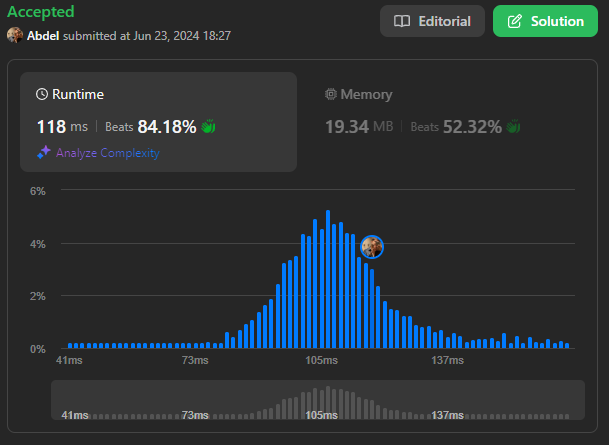 Accepted
Editorial
Solution
Abdel submitted at Jun 23, 2024 18:27
Runtime
Memory
118 ms | Beats 84.18%
19.34 MB | Beats 52.32%
Analyze Complexity
6%
4%
2%
0%
41ms 73ms 105ms 137ms
41ms 73ms 105ms 137ms